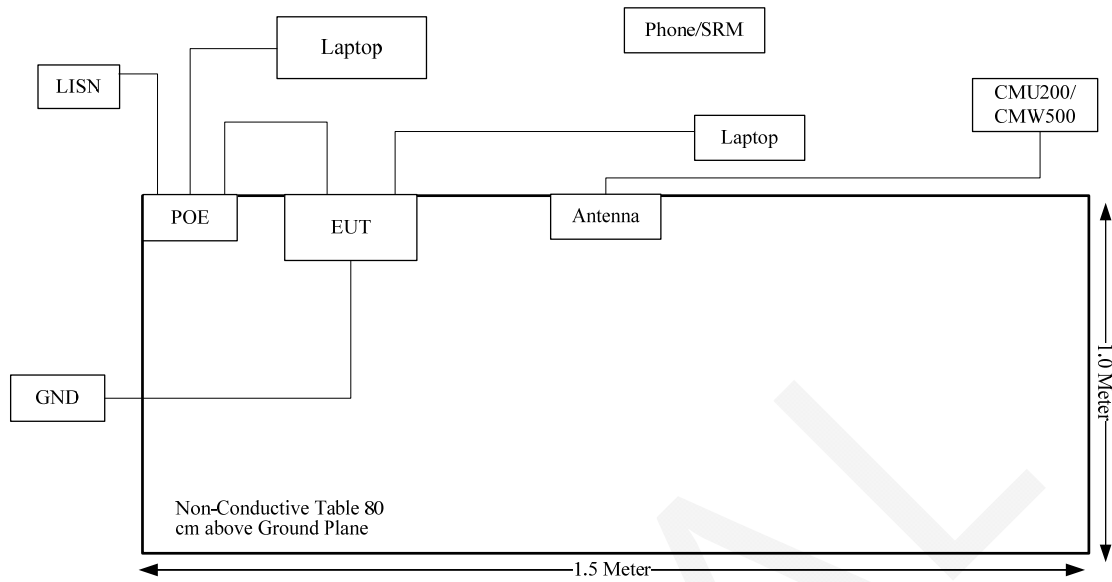 Laptop
Phone/SRM
LISN
CMU200/
CMW500
Laptop
POE
EUT
Antenna
GND
1.0 Meter
Non-Conductive Table 80
cm above Ground Plane
1.5 Meter